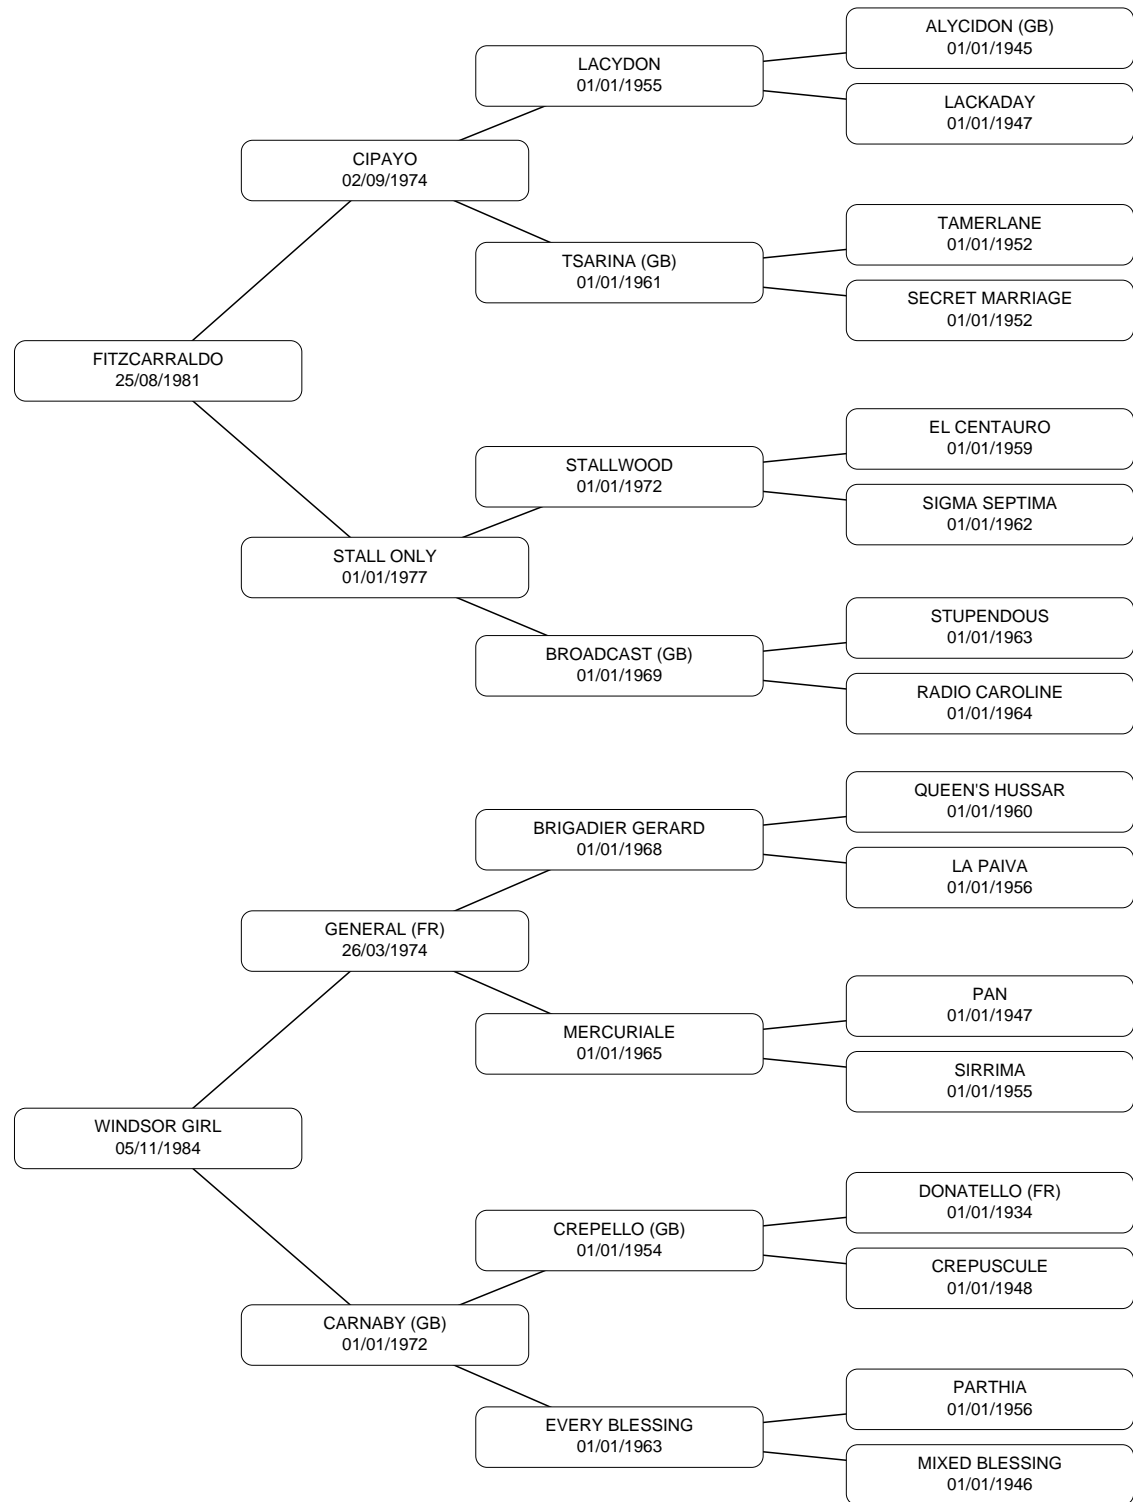 ALYCIDON (GB)
01/01/1945
LACYDON
01/01/1955
LACKADAY
01/01/1947
CIPAYO
02/09/1974
TAMERLANE
01/01/1952
TSARINA (GB)
01/01/1961
SECRET MARRIAGE
01/01/1952
FITZCARRALDO
25/08/1981
EL CENTAURO
01/01/1959
STALLWOOD
01/01/1972
SIGMA SEPTIMA
01/01/1962
STALL ONLY
01/01/1977
STUPENDOUS
01/01/1963
BROADCAST (GB)
01/01/1969
RADIO CAROLINE
01/01/1964
QUEEN'S HUSSAR
01/01/1960
BRIGADIER GERARD
01/01/1968
LA PAIVA
01/01/1956
GENERAL (FR)
26/03/1974
PAN
01/01/1947
MERCURIALE
01/01/1965
SIRRIMA
01/01/1955
WINDSOR GIRL
05/11/1984
DONATELLO (FR)
01/01/1934
CREPELLO (GB)
01/01/1954
CREPUSCULE
01/01/1948
CARNABY (GB)
01/01/1972
PARTHIA
01/01/1956
EVERY BLESSING
01/01/1963
MIXED BLESSING
01/01/1946